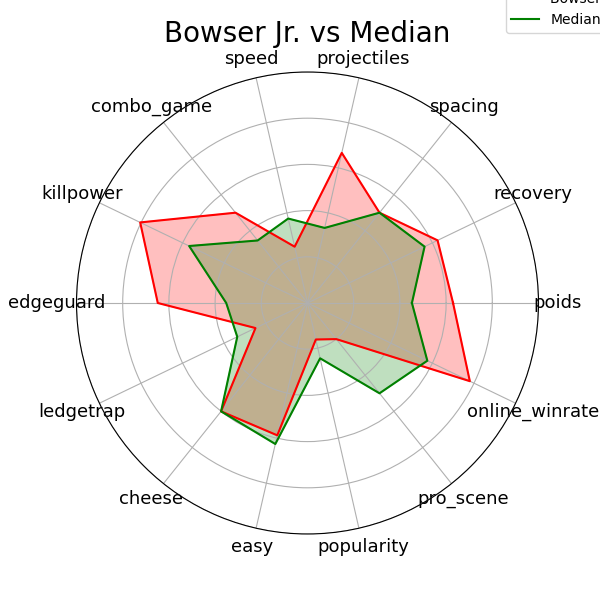 Bowser
Median
Bowser Jr. vs Median
speed
projectiles
combo_game
spacing
killpower
recovery
edgeguard
poids
ledgetrap
online_winrate
cheese
pro_scene
easy
popularity